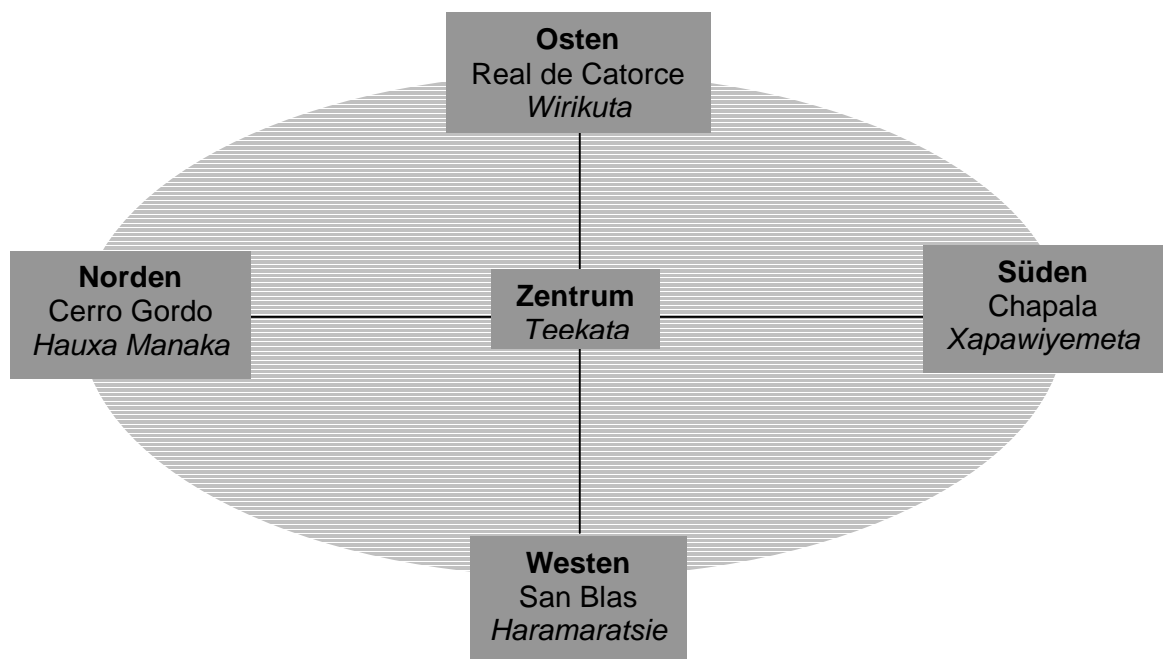 Osten
Real de Catorce
Wirikuta
Norden
Cerro Gordo
Hauxa Manaka
Zentrum
Teekata
Süden
Chapala
Xapawiyemeta
Westen
San Blas
Haramaratsie